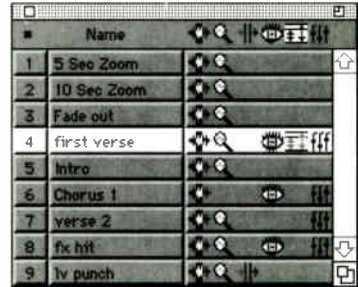 # Name
1 5 Sec Zoom
2 10 Sec Zoom
3 Fade out
4 first verse
5 Intro
6 Chorus 1
7 verse 2
8 fx hit
9 lv punch